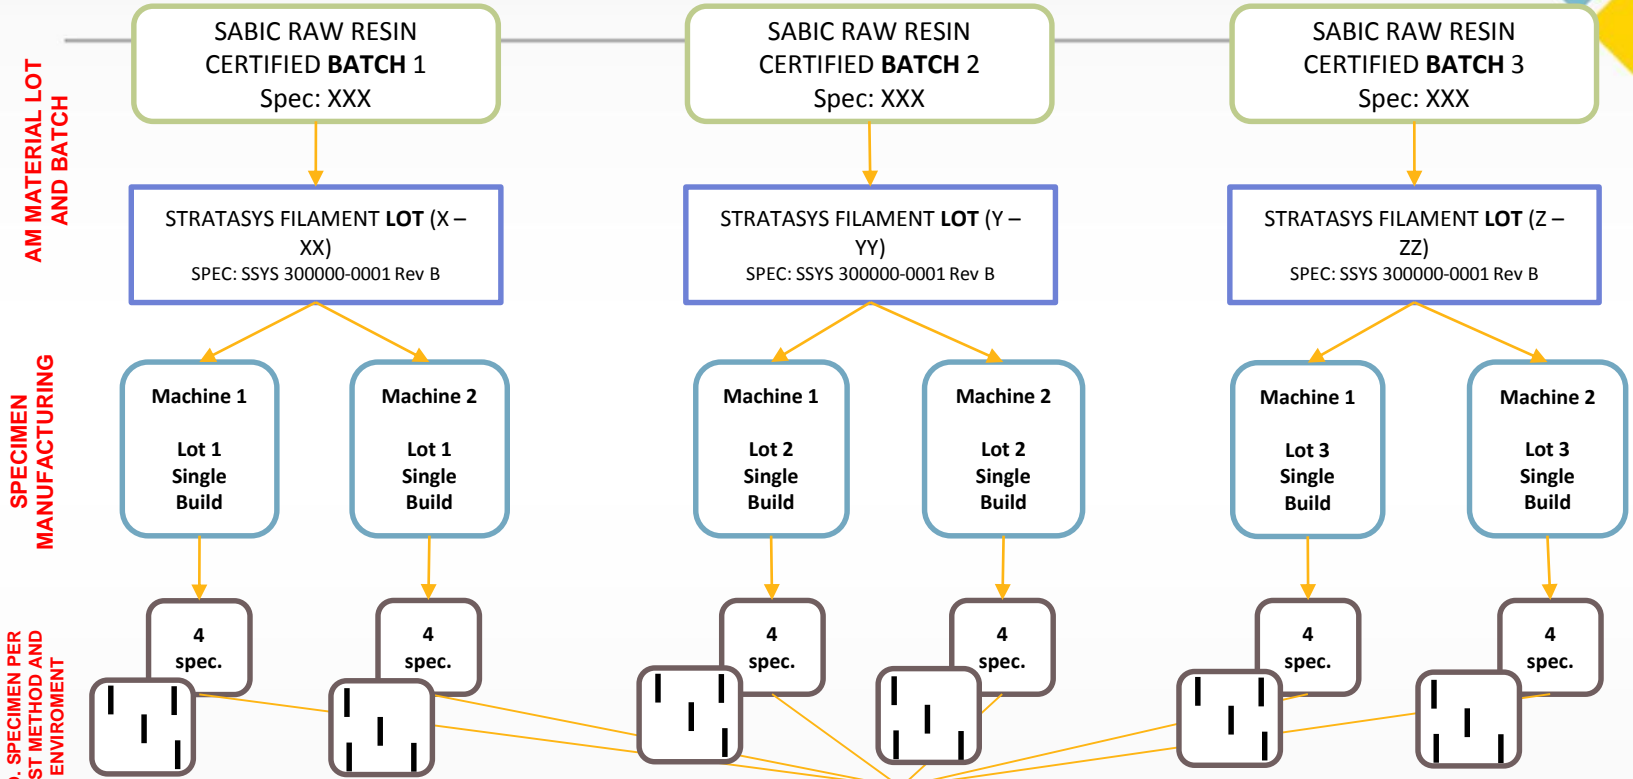 SABIC RAW RESIN
CERTIFIED BATCH 1
Spec: XXX
SABIC RAW RESIN
CERTIFIED BATCH 2
Spec: XXX
SABIC RAW RESIN
CERTIFIED BATCH 3
Spec: XXX
AM MATERIAL LOT
AND BATCH
STRATASYS FILAMENT LOT (X –
XX)
SPEC: SSYS 300000-0001 Rev B
STRATASYS FILAMENT LOT (Y –
YY)
SPEC: SSYS 300000-0001 Rev B
STRATASYS FILAMENT LOT (Z –
ZZ)
SPEC: SSYS 300000-0001 Rev B
SPECIMEN
MANUFACTURING
Machine 1
Lot 1
Single
Build
Machine 2
Lot 1
Single
Build
Machine 1
Lot 2
Single
Build
Machine 2
Lot 2
Single
Build
Machine 1
Lot 3
Single
Build
Machine 2
Lot 3
Single
Build
SPECIMEN PER
METHOD AND
ENVIROMENT
4
spec.
4
spec.
4
spec.
4
spec.
4
spec.
4
spec.